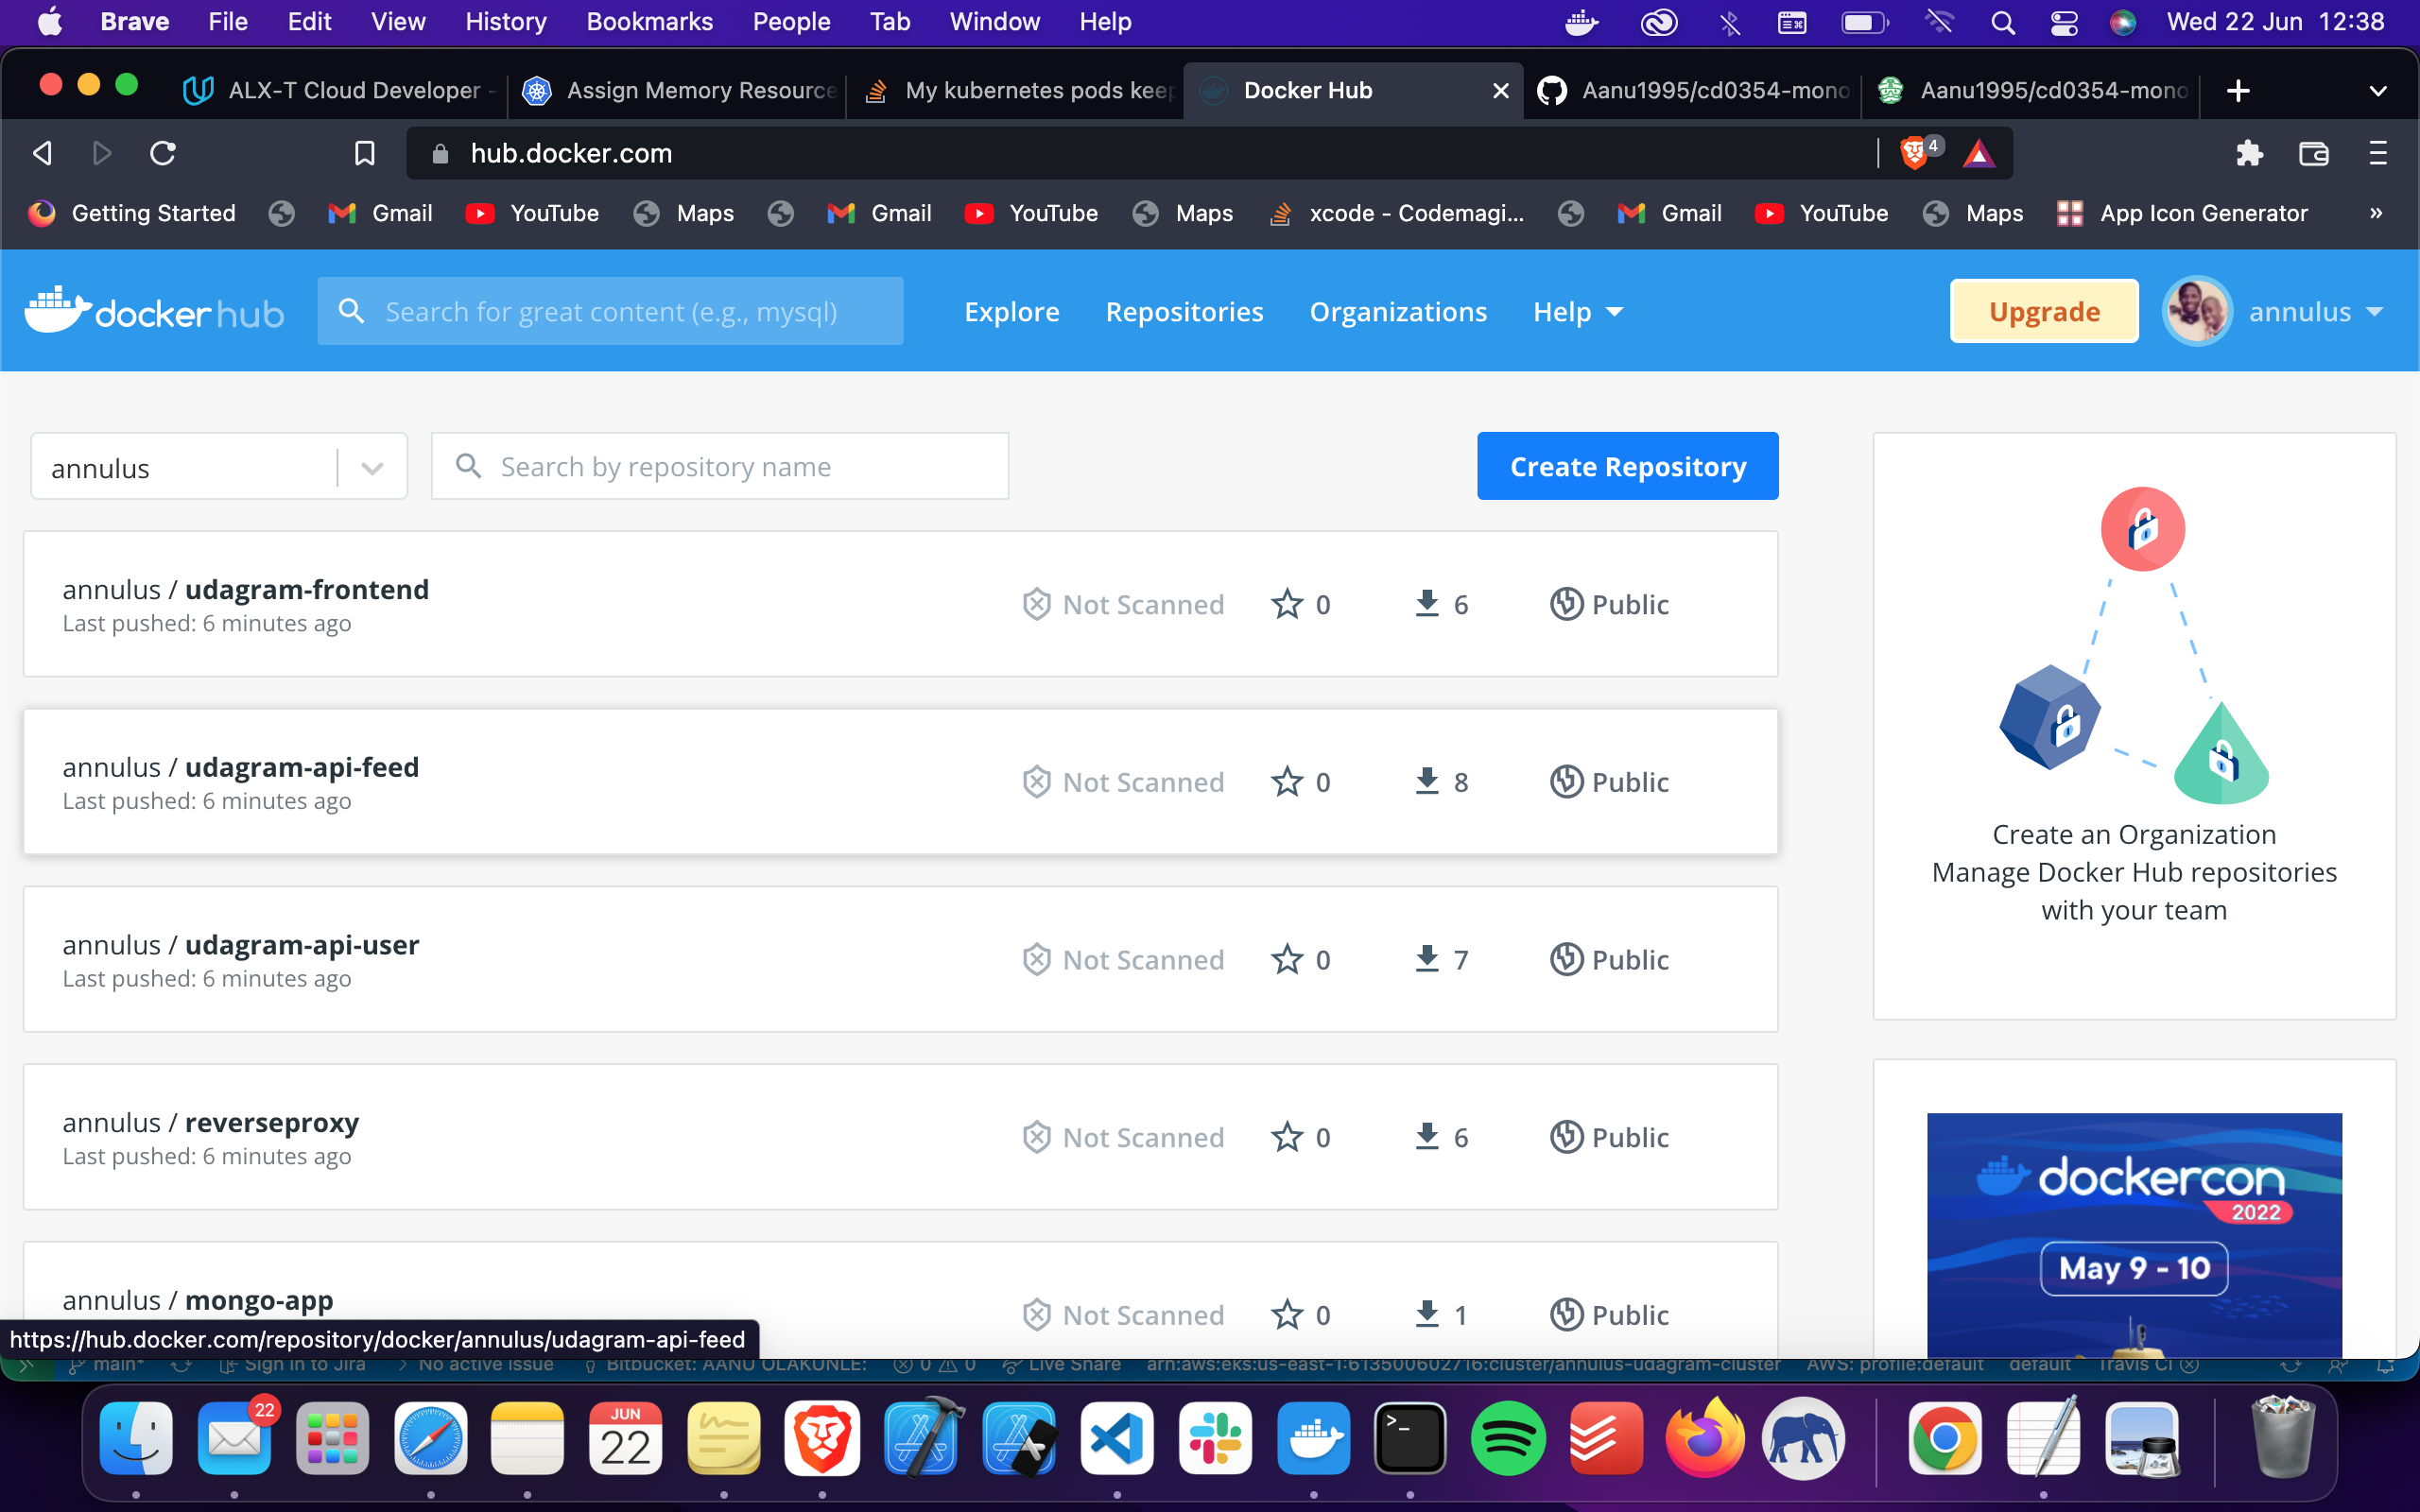 Brave File Edit View History Bookmarks People Tab Window Help Wed 22 Jun 12:38
ALX-T Cloud Developer - Assign Memory Resource My kubernetes pods keep Docker Hub Aanu1995/cd0354-mono Aanu1995/cd0354-mono
hub.docker.com 4
Getting Started Gmail YouTube Maps Gmail YouTube Maps xcode - Codemagi... Gmail YouTube Maps App Icon Generator »
docker hub Search for great content (e.g., mysql) Explore Repositories Organizations Help Upgrade annulus
annulus Search by repository name Create Repository
annulus / udagram-frontend
Last pushed: 6 minutes ago
Not Scanned 0 6 Public
annulus / udagram-api-feed
Last pushed: 6 minutes ago
Not Scanned 0 8 Public
annulus / udagram-api-user
Last pushed: 6 minutes ago
Not Scanned 0 7 Public
annulus / reverseproxy
Last pushed: 6 minutes ago
Not Scanned 0 6 Public
annulus / mongo-app
Not Scanned 0 1 Public
Create an Organization
Manage Docker Hub repositories
with your team
dockercon
2022
May 9 - 10
https://hub.docker.com/repository/docker/annulus/udagram-api-feed
main* Sign in to Jira No active issue Bitbucket: AANU OLAKUNLE: 0 0 Live Share arn:aws:eks:us-east-1:613500602716:cluster/annulus-udagram-cluster AWS: profile:default default Travis CI
22
JUN
22